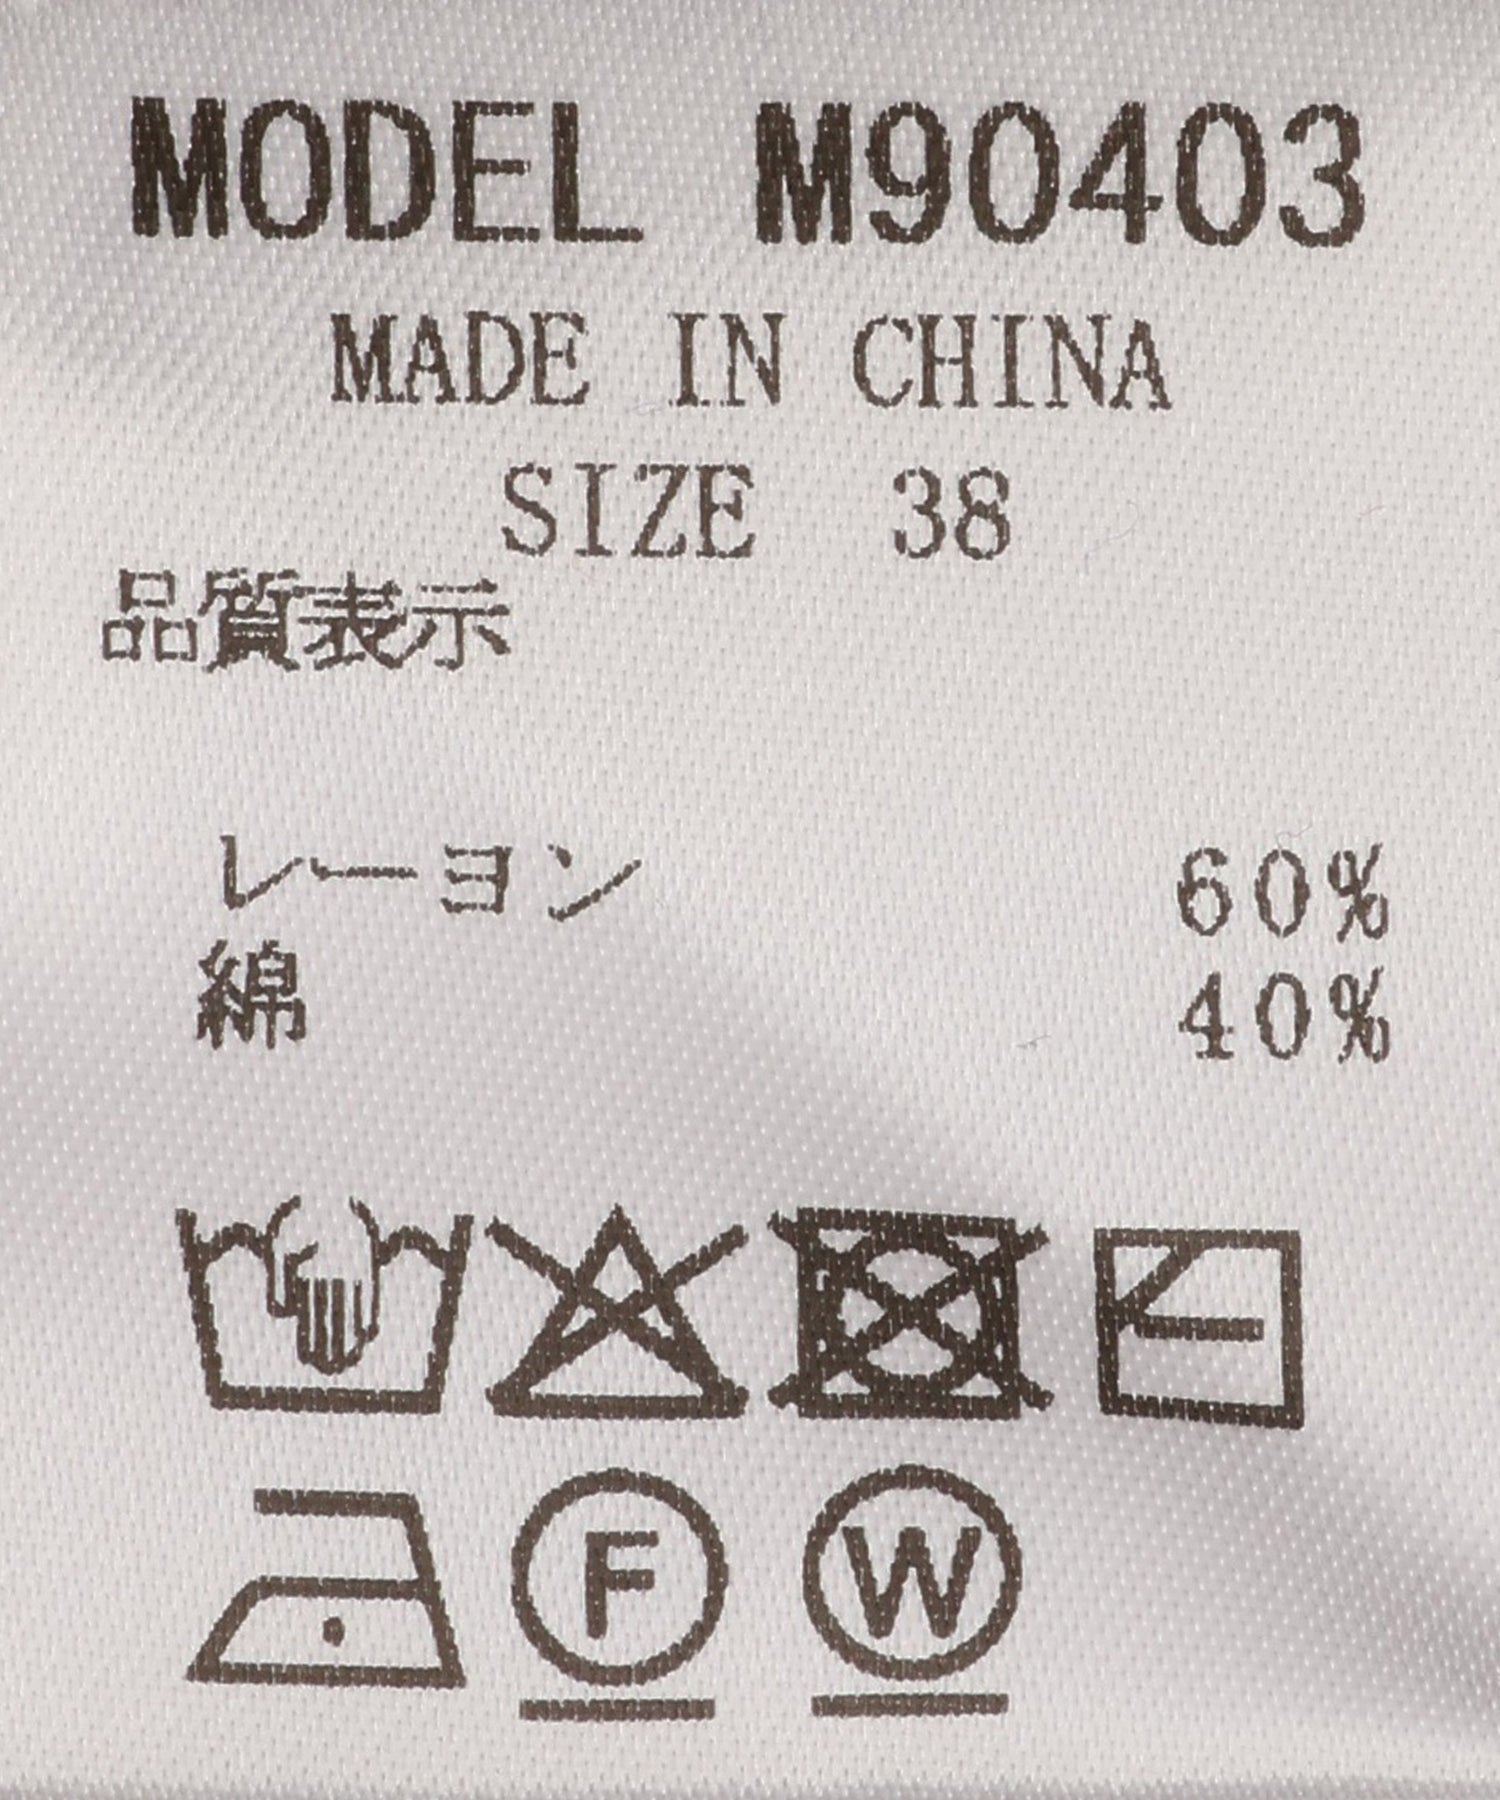 MODEL M90403
MADE IN CHINA
SIZE 38
品質表示
レーヨン 60%
綿 40%
F W